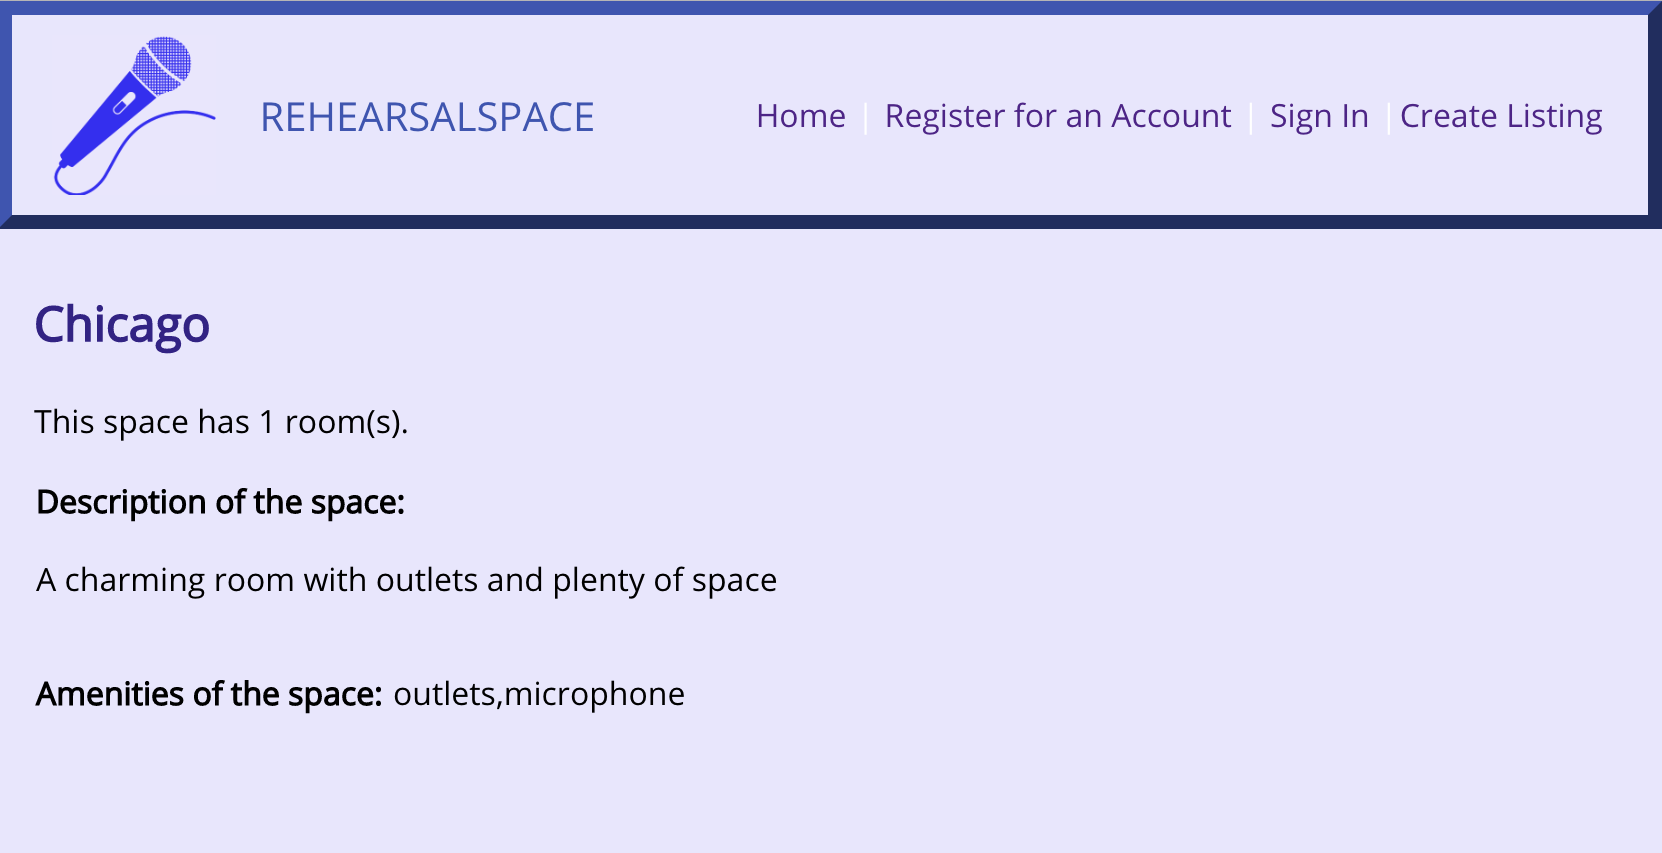 REHEARSALSPACE
Home | Register for an Account | Sign In | Create Listing
Chicago
This space has 1 room(s).
Description of the space:
A charming room with outlets and plenty of space
Amenities of the space: outlets,microphone